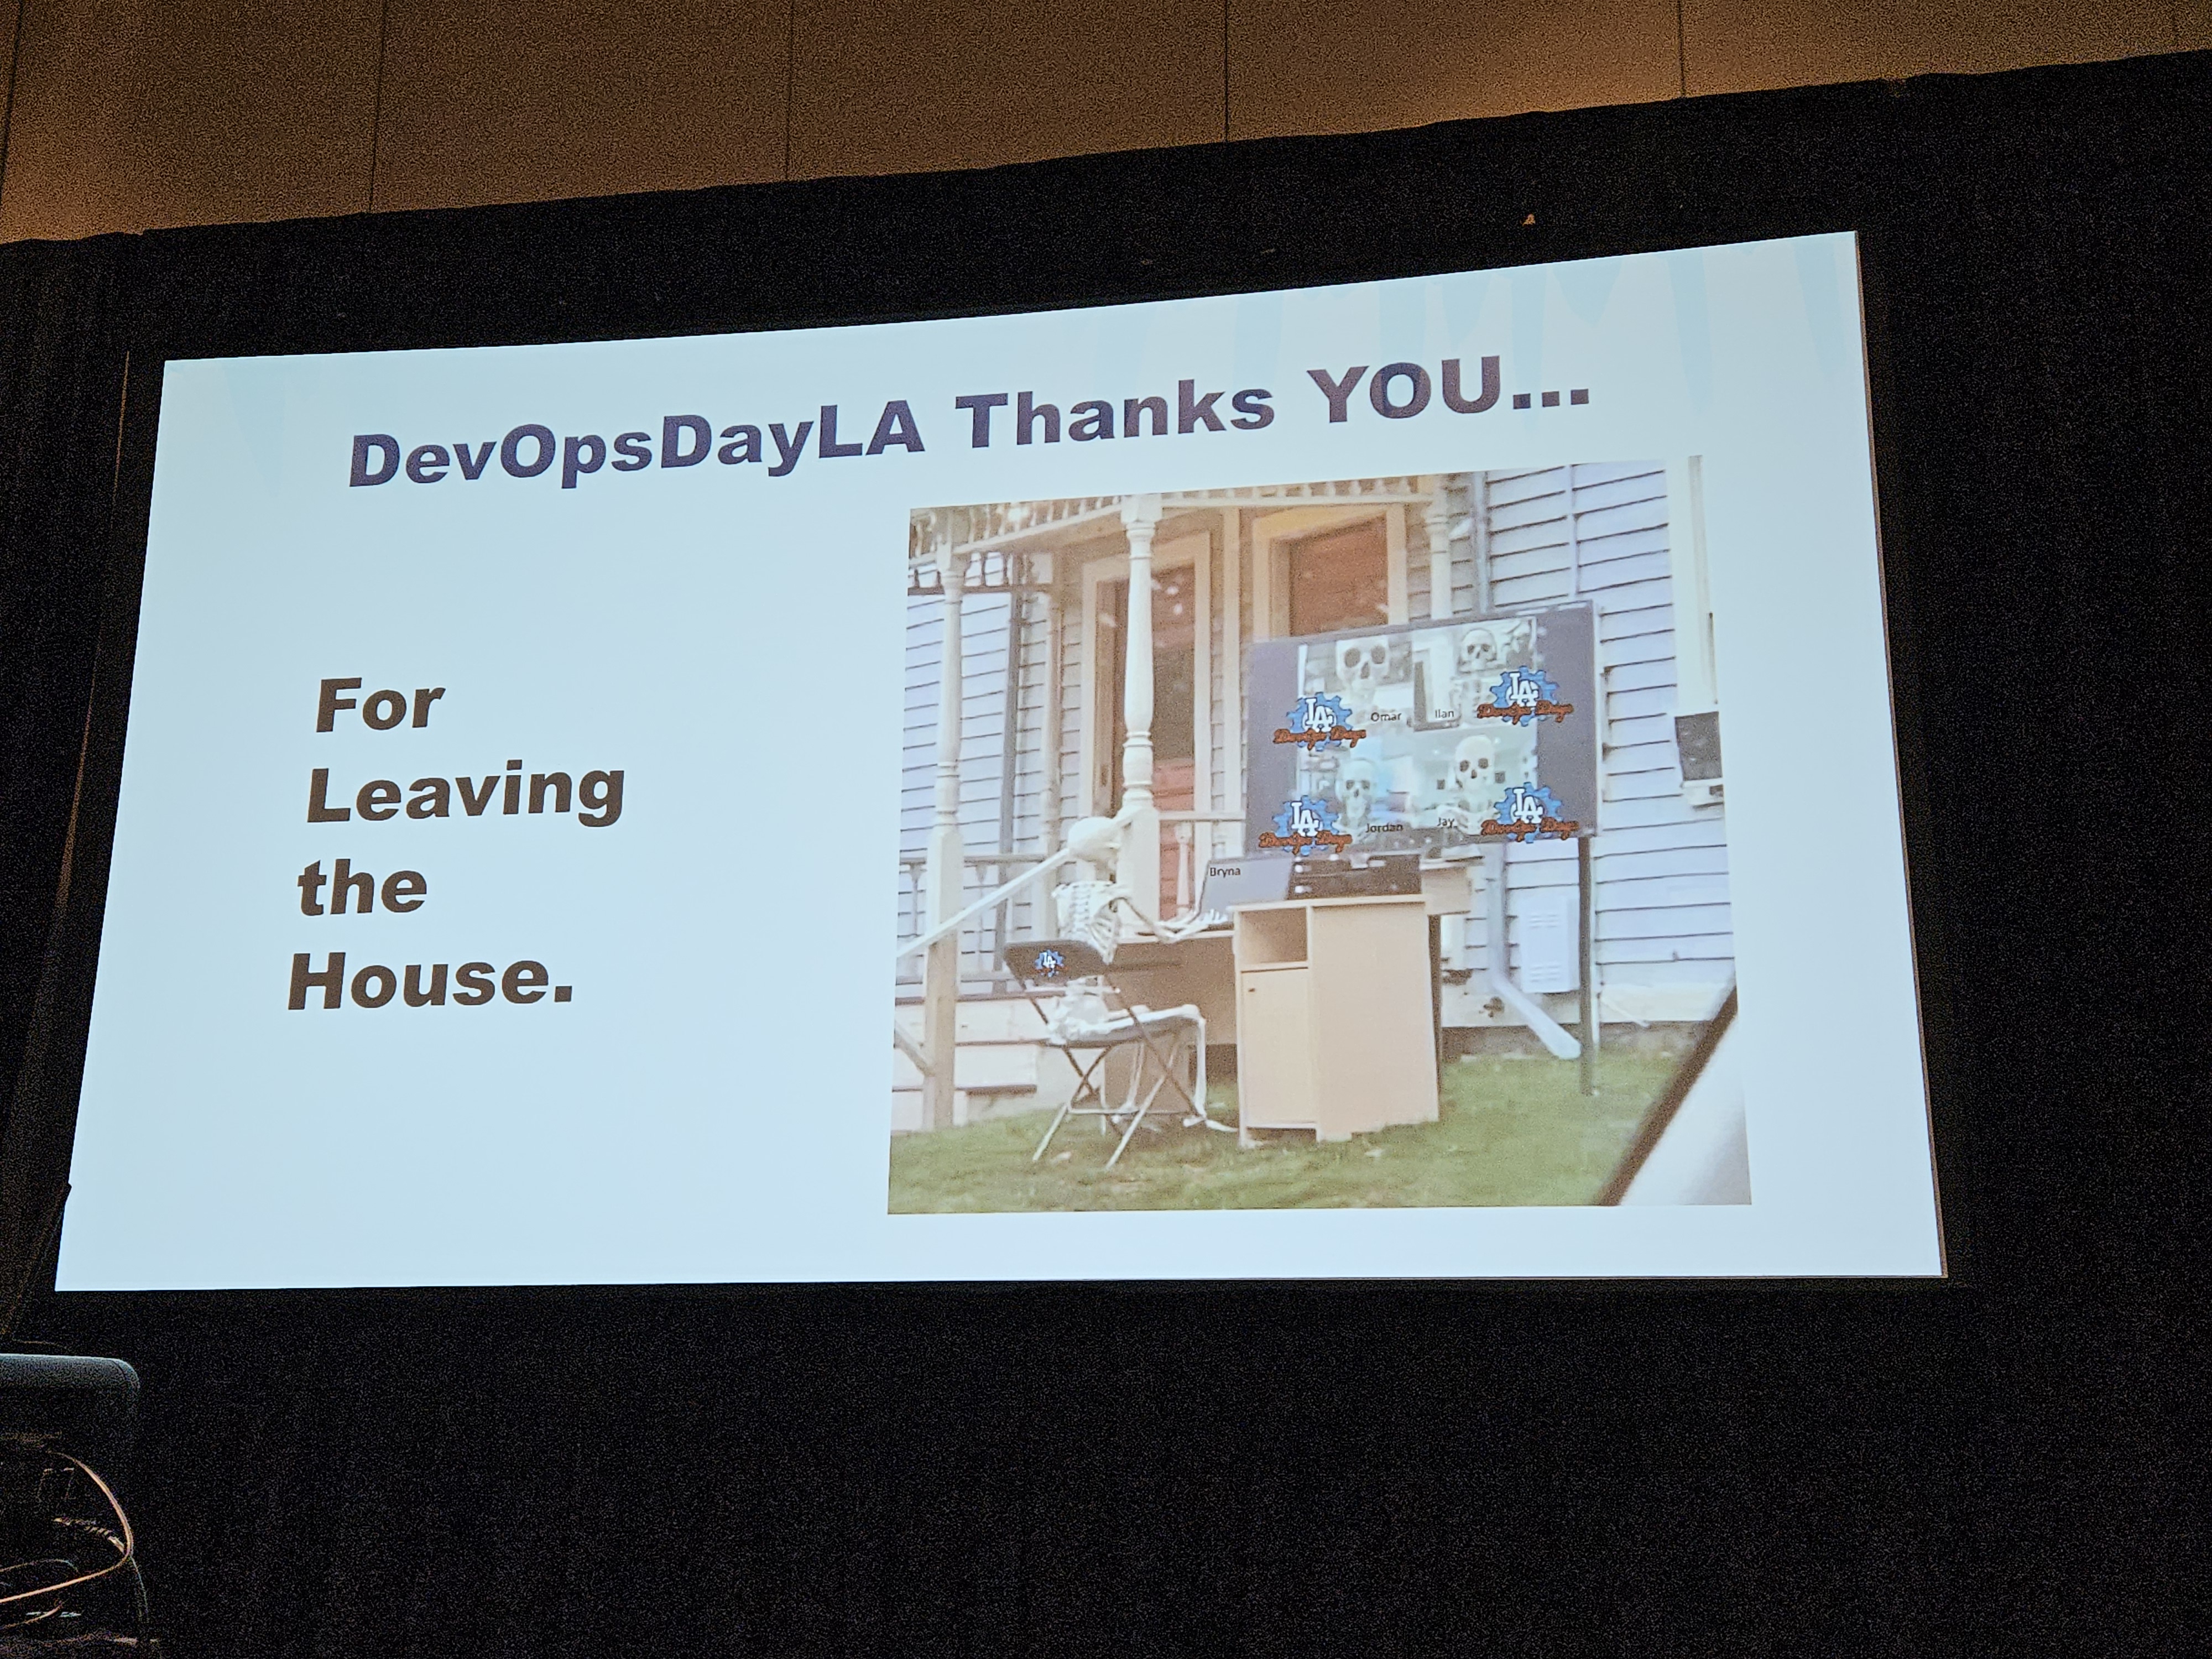 DevOpsDayLA Thanks YOU...
For
Leaving
the
House.
LA
DevOps Days
Omar
Ilan
LA
DevOps Days
LA
DevOps Days
Jordan
Jay
LA
DevOps Days
Bryna
LA